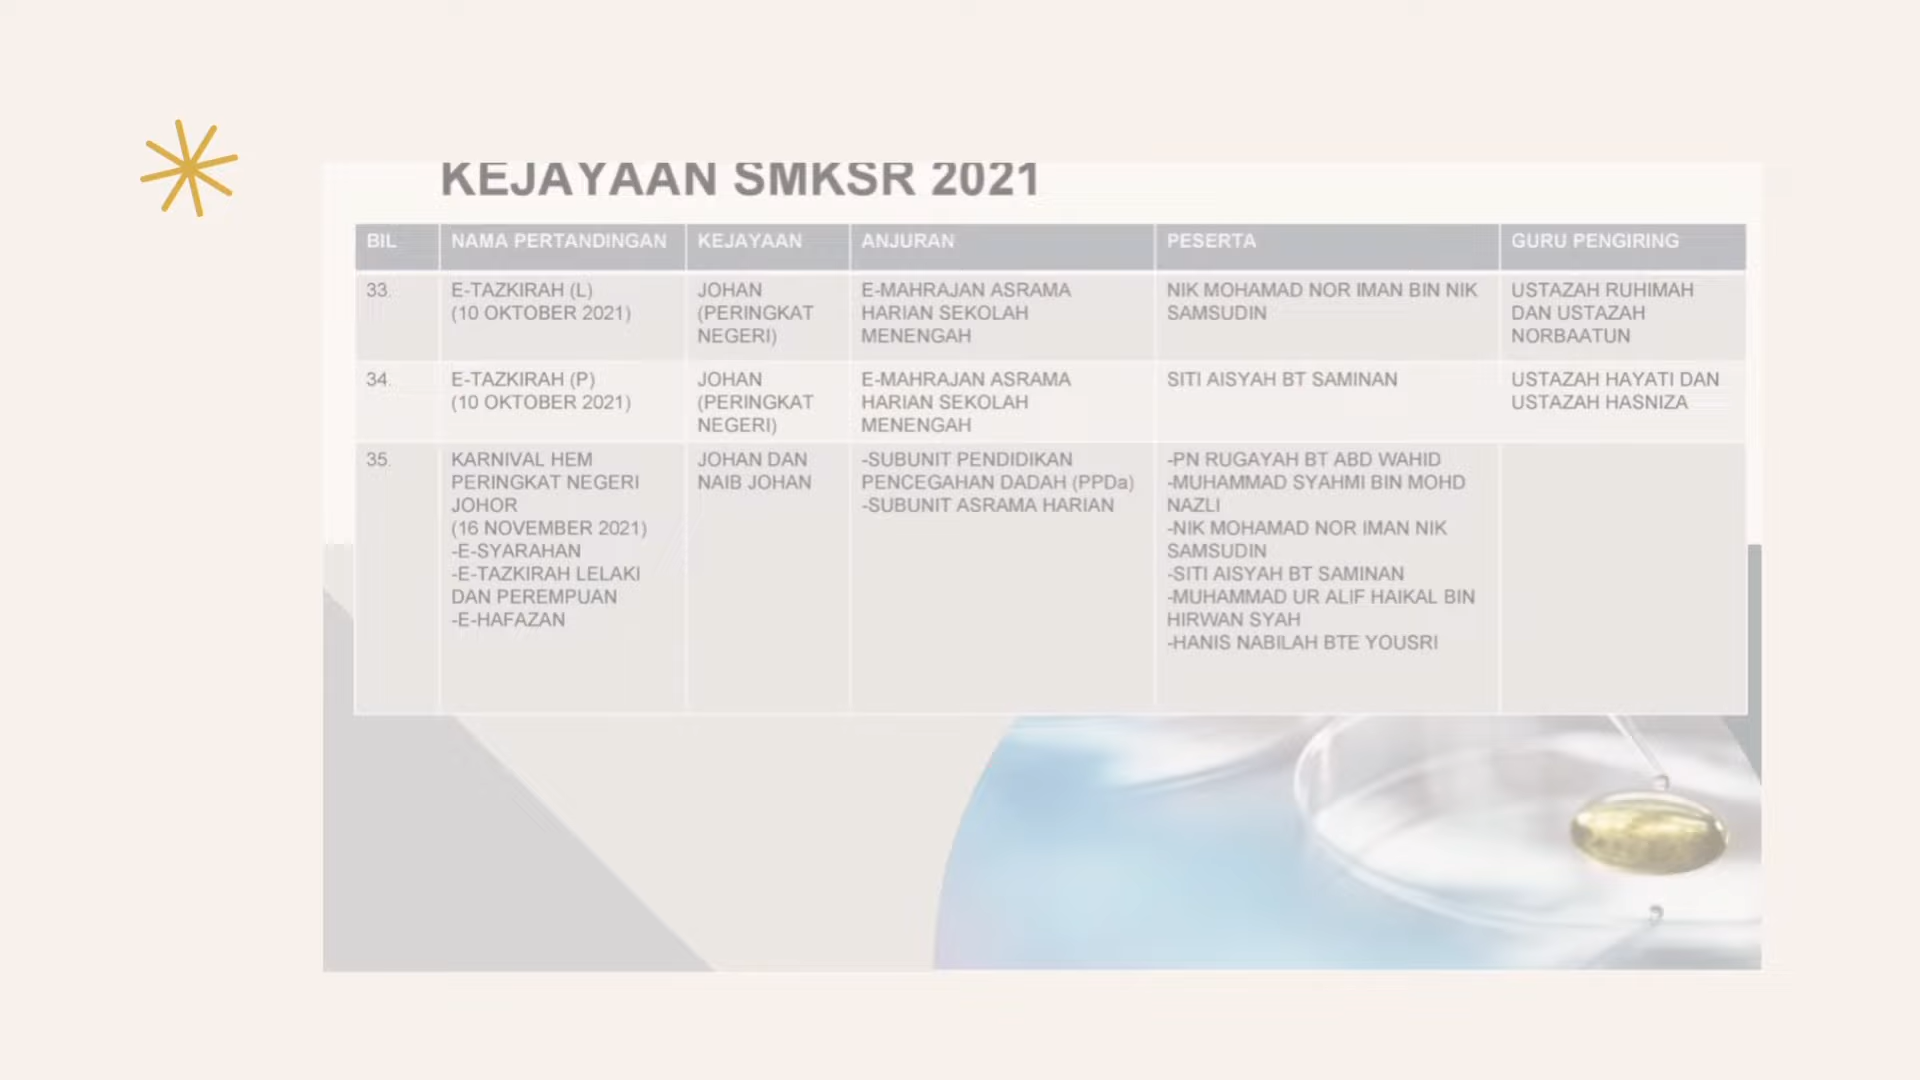 KEJAYAAN SMKSR 2021
BIL NAMA PERTANDINGAN KEJAYAAN ANJURAN PESERTA GURU PENGIRING
33.
E-TAZKIRAH (L)
(10 OKTOBER 2021)
JOHAN
(PERINGKAT
NEGERI)
E-MAHRAJAN ASRAMA
HARIAN SEKOLAH
MENENGAH
NIK MOHAMAD NOR IMAN BIN NIK
SAMSUDIN
USTAZAH RUHIMAH
DAN USTAZAH
NORBAATUN
34.
E-TAZKIRAH (P)
(10 OKTOBER 2021)
JOHAN
(PERINGKAT
NEGERI)
E-MAHRAJAN ASRAMA
HARIAN SEKOLAH
MENENGAH
SITI AISYAH BT SAMINAN
USTAZAH HAYATI DAN
USTAZAH HASNIZA
35.
KARNIVAL HEM
PERINGKAT NEGERI
JOHOR
(16 NOVEMBER 2021)
-E-SYARAHAN
-E-TAZKIRAH LELAKI
DAN PEREMPUAN
-E-HAFAZAN
JOHAN DAN
NAIB JOHAN
-SUBUNIT PENDIDIKAN
PENCEGAHAN DADAH (PPDa)
-SUBUNIT ASRAMA HARIAN
-PN RUGAYAH BT ABD WAHID
-MUHAMMAD SYAHMI BIN MOHD
NAZLI
-NIK MOHAMAD NOR IMAN NIK
SAMSUDIN
-SITI AISYAH BT SAMINAN
-MUHAMMAD UR ALIF HAIKAL BIN
HIRWAN SYAH
-HANIS NABILAH BTE YOUSRI